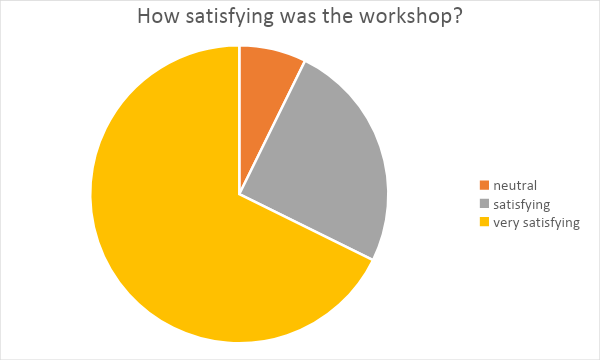 How satisfying was the workshop?
neutral
satisfying
very satisfying